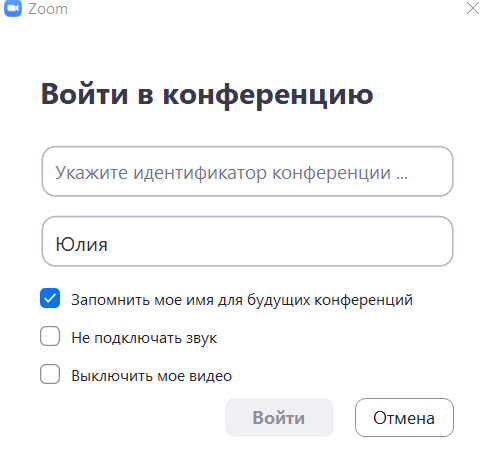 Zoom
Войти в конференцию
Укажите идентификатор конференции ...
Юлия
Запомнить мое имя для будущих конференций
Не подключать звук
Выключить мое видео
Войти
Отмена